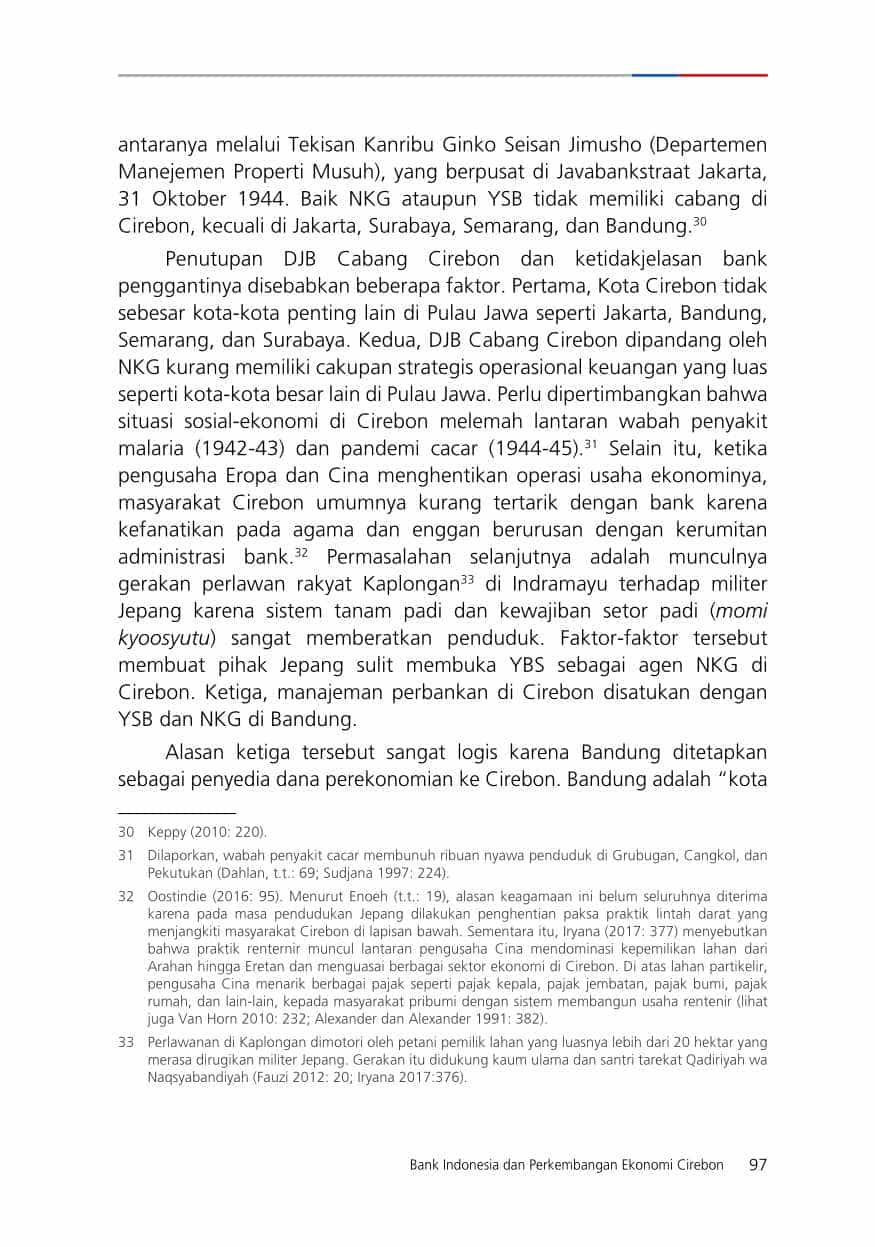 antaranya melalui Tekisan Kanribu Ginko Seisan Jimusho (Departemen
Manejemen Properti Musuh), yang berpusat di Javabankstraat Jakarta,
31 Oktober 1944. Baik NKG ataupun YSB tidak memiliki cabang di
Cirebon, kecuali di Jakarta, Surabaya, Semarang, dan Bandung.30
Penutupan DJB Cabang Cirebon dan ketidakjelasan bank
penggantinya disebabkan beberapa faktor. Pertama, Kota Cirebon tidak
sebesar kota-kota penting lain di Pulau Jawa seperti Jakarta, Bandung,
Semarang, dan Surabaya. Kedua, DJB Cabang Cirebon dipandang oleh
NKG kurang memiliki cakupan strategis operasional keuangan yang luas
seperti kota-kota besar lain di Pulau Jawa. Perlu dipertimbangkan bahwa
situasi sosial-ekonomi di Cirebon melemah lantaran wabah penyakit
malaria (1942-43) dan pandemi cacar (1944-45).31 Selain itu, ketika
pengusaha Eropa dan Cina menghentikan operasi usaha ekonominya,
masyarakat Cirebon umumnya kurang tertarik dengan bank karena
kefanatikan pada agama dan enggan berurusan dengan kerumitan
administrasi bank.32 Permasalahan selanjutnya adalah munculnya
gerakan perlawan rakyat Kaplongan33 di Indramayu terhadap militer
Jepang karena sistem tanam padi dan kewajiban setor padi (momi
kyoosyutu) sangat memberatkan penduduk. Faktor-faktor tersebut
membuat pihak Jepang sulit membuka YBS sebagai agen NKG di
Cirebon. Ketiga, manajeman perbankan di Cirebon disatukan dengan
YSB dan NKG di Bandung.
Alasan ketiga tersebut sangat logis karena Bandung ditetapkan
sebagai penyedia dana perekonomian ke Cirebon. Bandung adalah “kota
30 Keppy (2010: 220).
31 Dilaporkan, wabah penyakit cacar membunuh ribuan nyawa penduduk di Grubugan, Cangkol, dan
Pekutukan (Dahlan, t.t.: 69; Sudjana 1997: 224).
32 Oostindie (2016: 95). Menurut Enoeh (t.t.: 19), alasan keagamaan ini belum seluruhnya diterima
karena pada masa pendudukan Jepang dilakukan penghentian paksa praktik lintah darat yang
menjangkiti masyarakat Cirebon di lapisan bawah. Sementara itu, Iryana (2017: 377) menyebutkan
bahwa praktik renternir muncul lantaran pengusaha Cina mendominasi kepemilikan lahan dari
Arahan hingga Eretan dan menguasai berbagai sektor ekonomi di Cirebon. Di atas lahan partikelir,
pengusaha Cina menarik berbagai pajak seperti pajak kepala, pajak jembatan, pajak bumi, pajak
rumah, dan lain-lain, kepada masyarakat pribumi dengan sistem membangun usaha rentenir (lihat
juga Van Horn 2010: 232; Alexander dan Alexander 1991: 382).
33 Perlawanan di Kaplongan dimotori oleh petani pemilik lahan yang luasnya lebih dari 20 hektar yang
merasa dirugikan militer Jepang. Gerakan itu didukung kaum ulama dan santri tarekat Qadiriyah wa
Naqsyabandiyah (Fauzi 2012: 20; Iryana 2017:376).
Bank Indonesia dan Perkembangan Ekonomi Cirebon 97